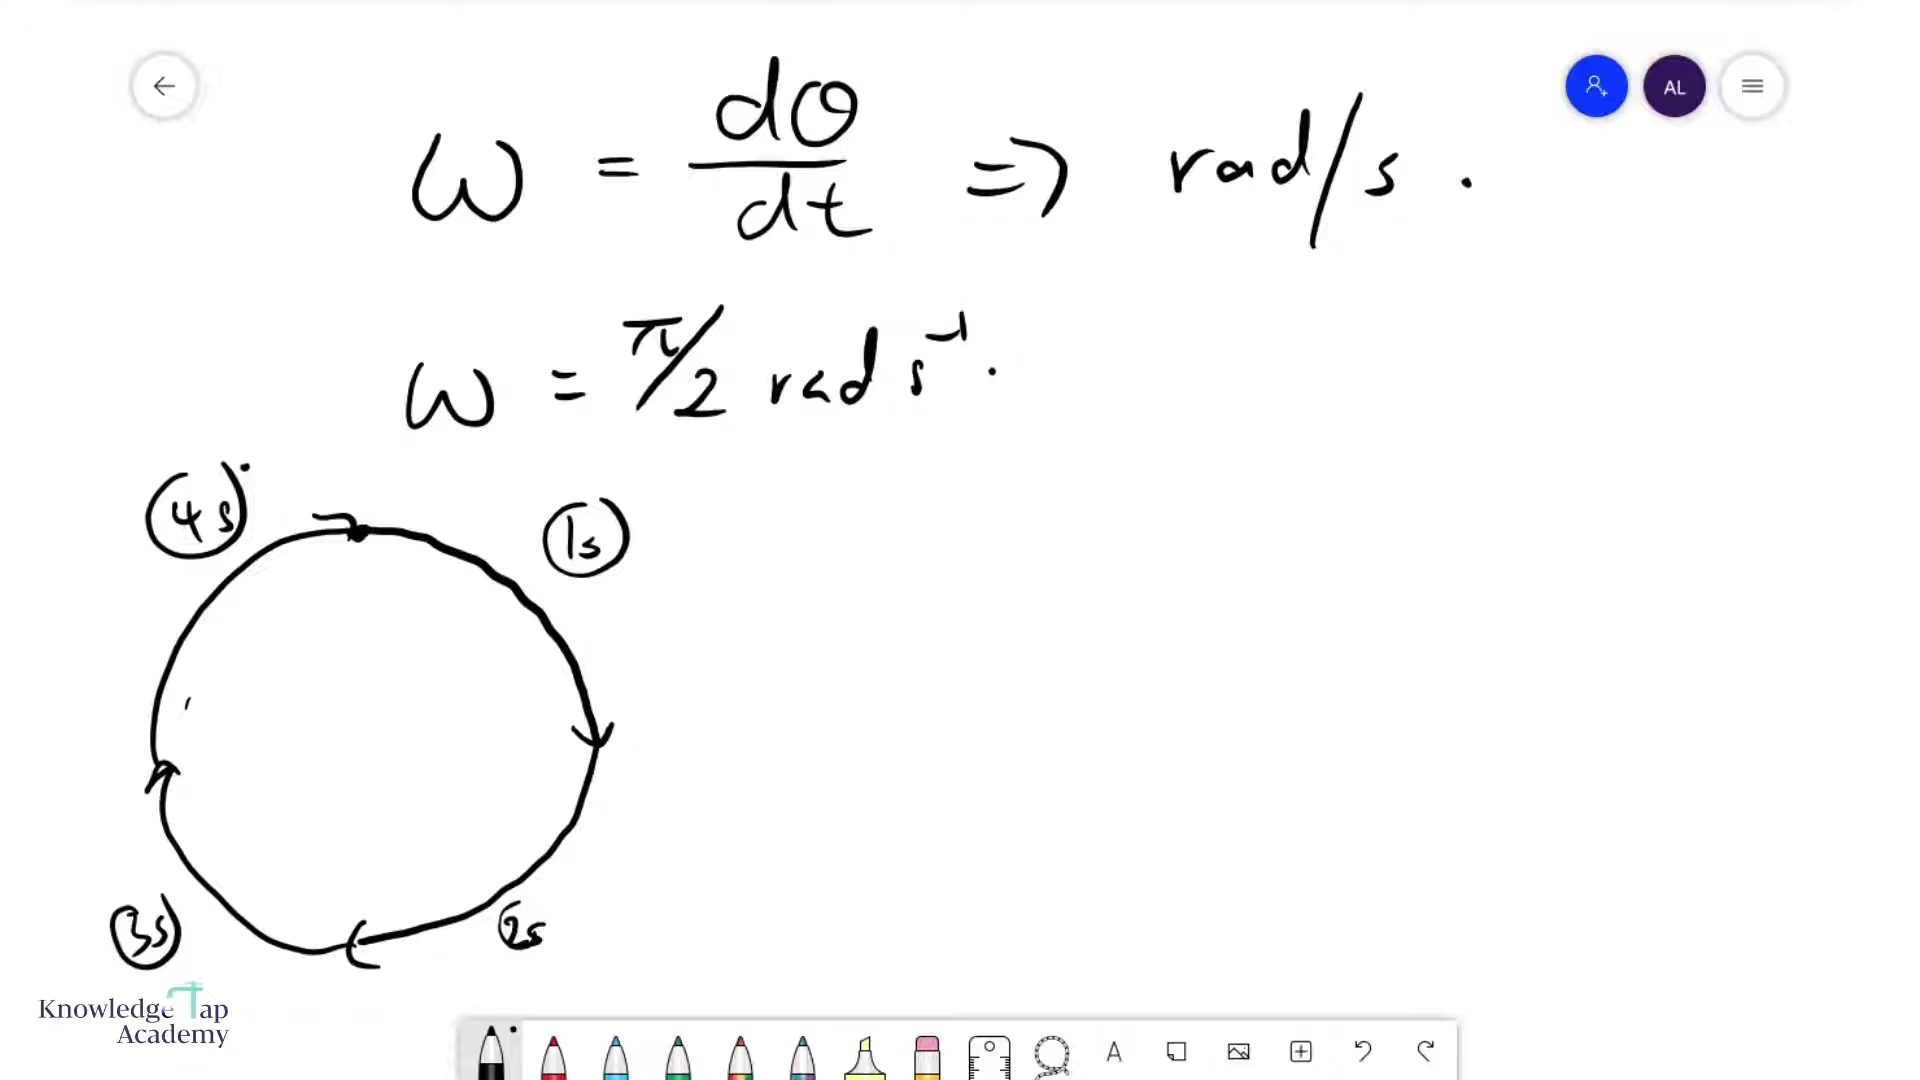 AL
ω = dθ/dt => rad/s .
ω = π/2 rad s⁻¹.
4s
1s
3s
2s
Knowledge Tap
Academy
A